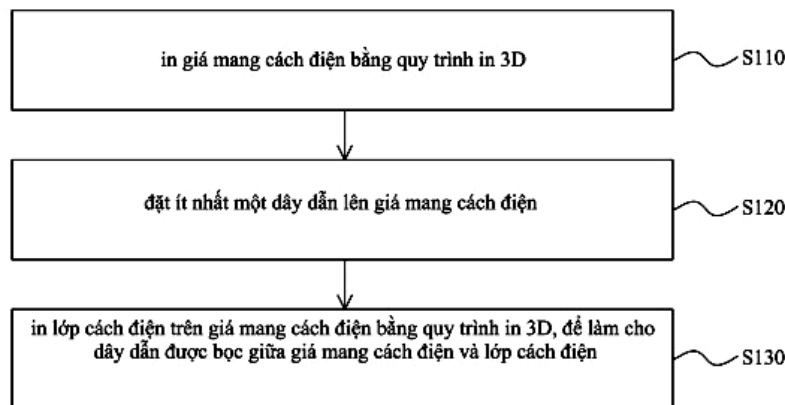 in giá mang cách điện bằng quy trình in 3D
S110
đặt ít nhất một dây dẫn lên giá mang cách điện
S120
in lớp cách điện trên giá mang cách điện bằng quy trình in 3D, để làm cho
dây dẫn được bọc giữa giá mang cách điện và lớp cách điện
S130